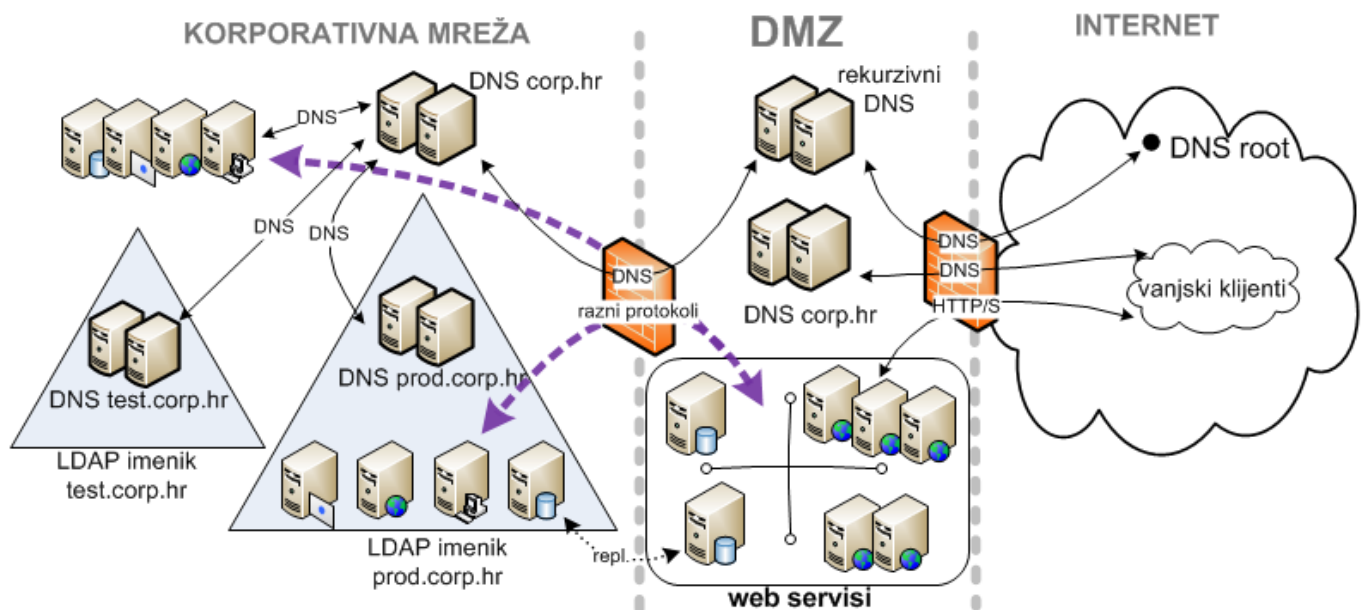 KORPORATIVNA MREŽA
DMZ
INTERNET
DNS corp.hr
rekurzivni
DNS
DNS
DNS root
DNS
DNS
DNS
DNS
DNS
vanjski klijenti
razni protokoli
HTTP/S
DNS corp.hr
DNS prod.corp.hr
DNS test.corp.hr
LDAP imenik
test.corp.hr
LDAP imenik
prod.corp.hr
repl.
web servisi